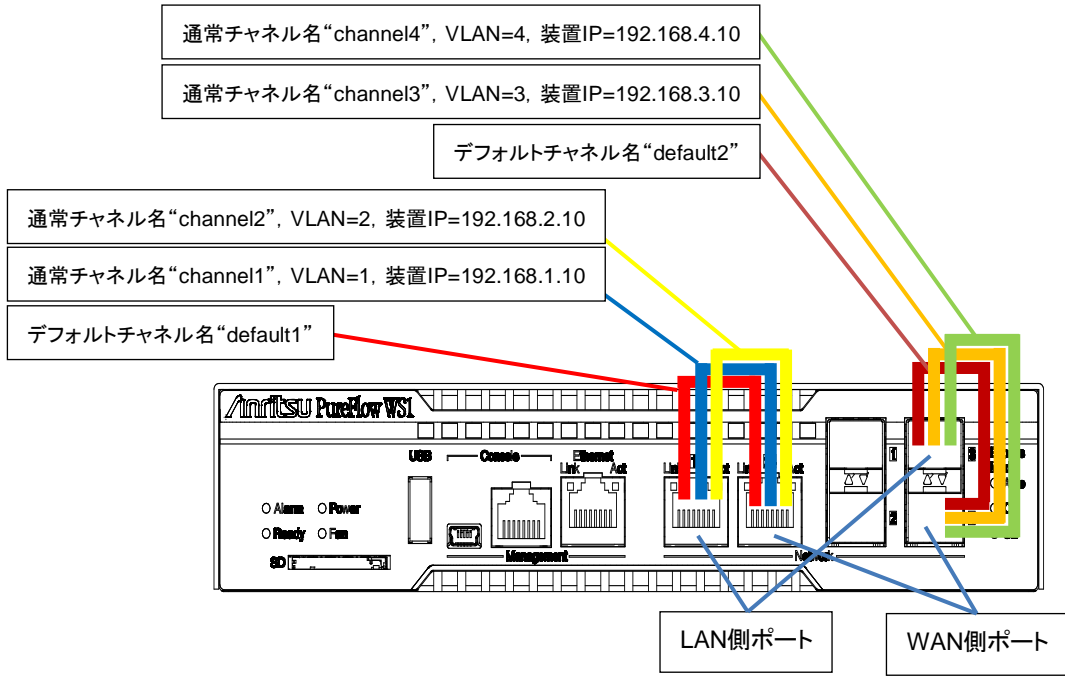 通常チャネル名“channel4”, VLAN=4, 装置IP=192.168.4.10
通常チャネル名“channel3”, VLAN=3, 装置IP=192.168.3.10
デフォルトチャネル名“default2”
通常チャネル名“channel2”, VLAN=2, 装置IP=192.168.2.10
通常チャネル名“channel1”, VLAN=1, 装置IP=192.168.1.10
デフォルトチャネル名“default1”
Anritsu PureFlow WS1
USB
Console
Ethernet
Link Act
Link Act
Link Act
1
2
Alarm Power
Ready Fan
SD
Management
Network
LAN側ポート
WAN側ポート